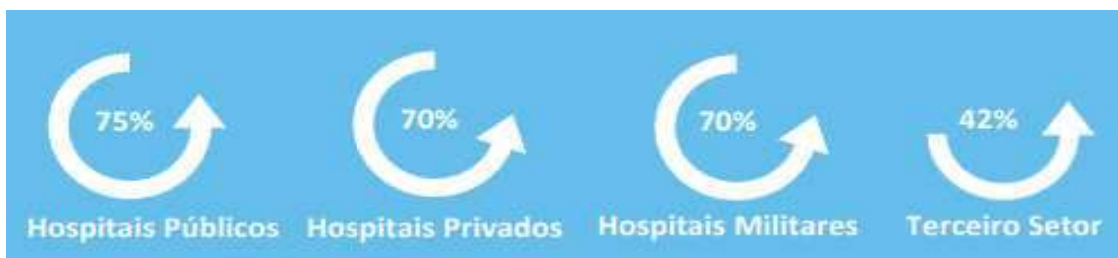 75% 70% 70% 42%
Hospitais Públicos Hospitais Privados Hospitais Militares Terceiro Setor